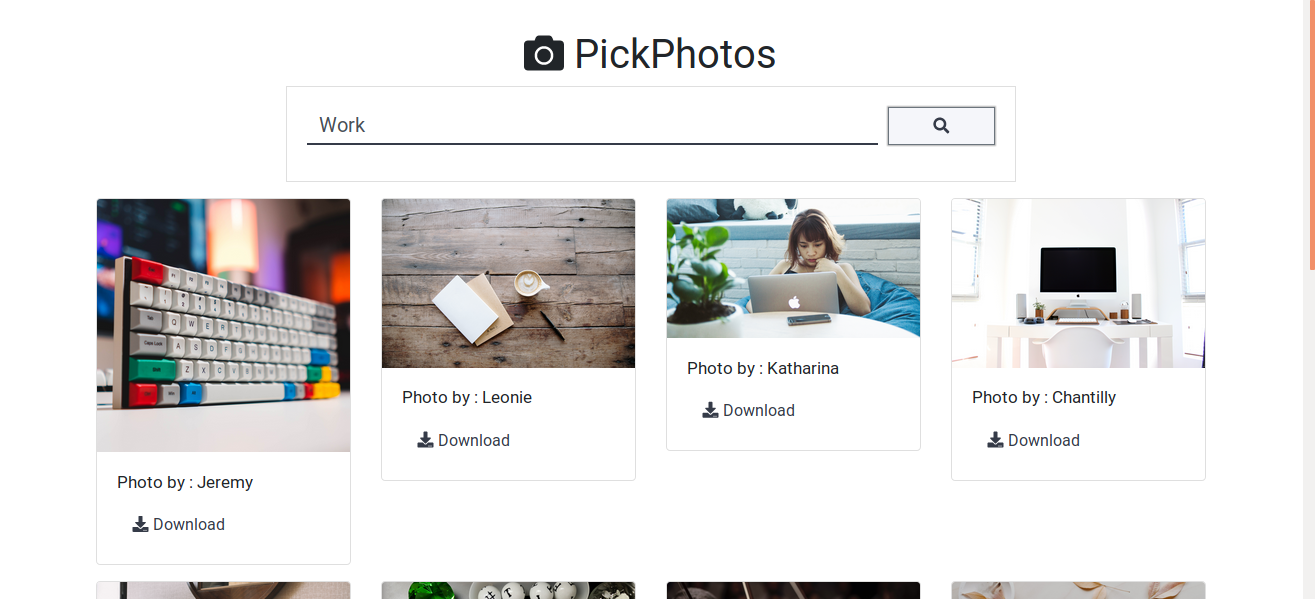 PickPhotos
Work
Photo by : Jeremy
Download
Photo by : Leonie
Download
Photo by : Katharina
Download
Photo by : Chantilly
Download